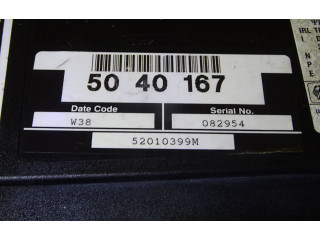 50 40 167
Date Code Serial No.
W38 082954
52010399M